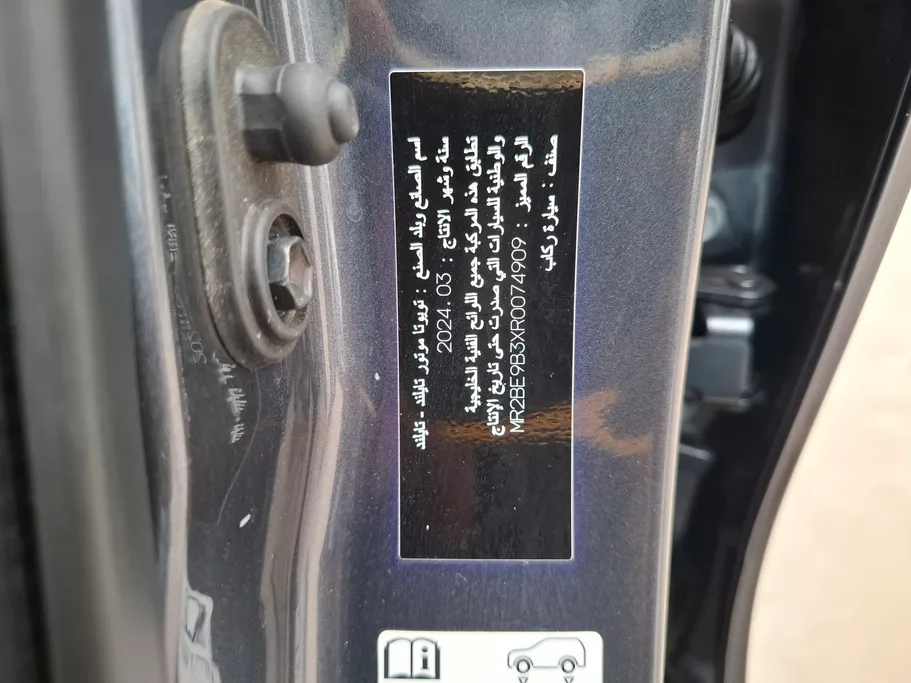 اسم الصانع وبلد الصنع : تويوتا موتور تايلند - تايلند
سنة وشهر الانتاج : 2024.03
تطابق هذه المركبة جميع اللوائح الفنية الخليجية
والوطنية للسيارات التي صدرت حتى تاريخ الإنتاج
الرقم المميز : MR2BE9B3XR0074909
صنف : سيارة ركاب